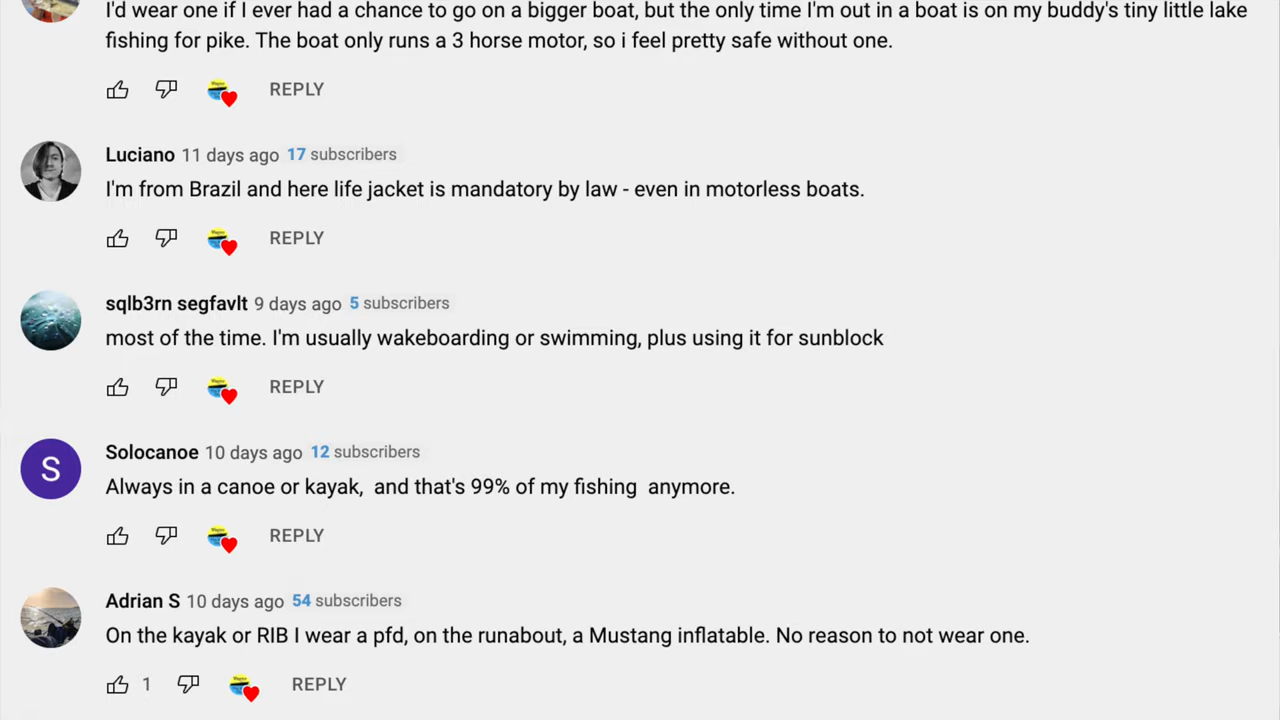 I'd wear one if I ever had a chance to go on a bigger boat, but the only time I'm out in a boat is on my buddy's tiny little lake
fishing for pike. The boat only runs a 3 horse motor, so i feel pretty safe without one.
REPLY
Luciano 11 days ago 17 subscribers
I'm from Brazil and here life jacket is mandatory by law - even in motorless boats.
REPLY
sqlb3rn segfavlt 9 days ago 5 subscribers
most of the time. I'm usually wakeboarding or swimming, plus using it for sunblock
REPLY
S
Solocanoe 10 days ago 12 subscribers
Always in a canoe or kayak,  and that's 99% of my fishing  anymore.
REPLY
Adrian S 10 days ago 54 subscribers
On the kayak or RIB I wear a pfd, on the runabout, a Mustang inflatable. No reason to not wear one.
1 REPLY